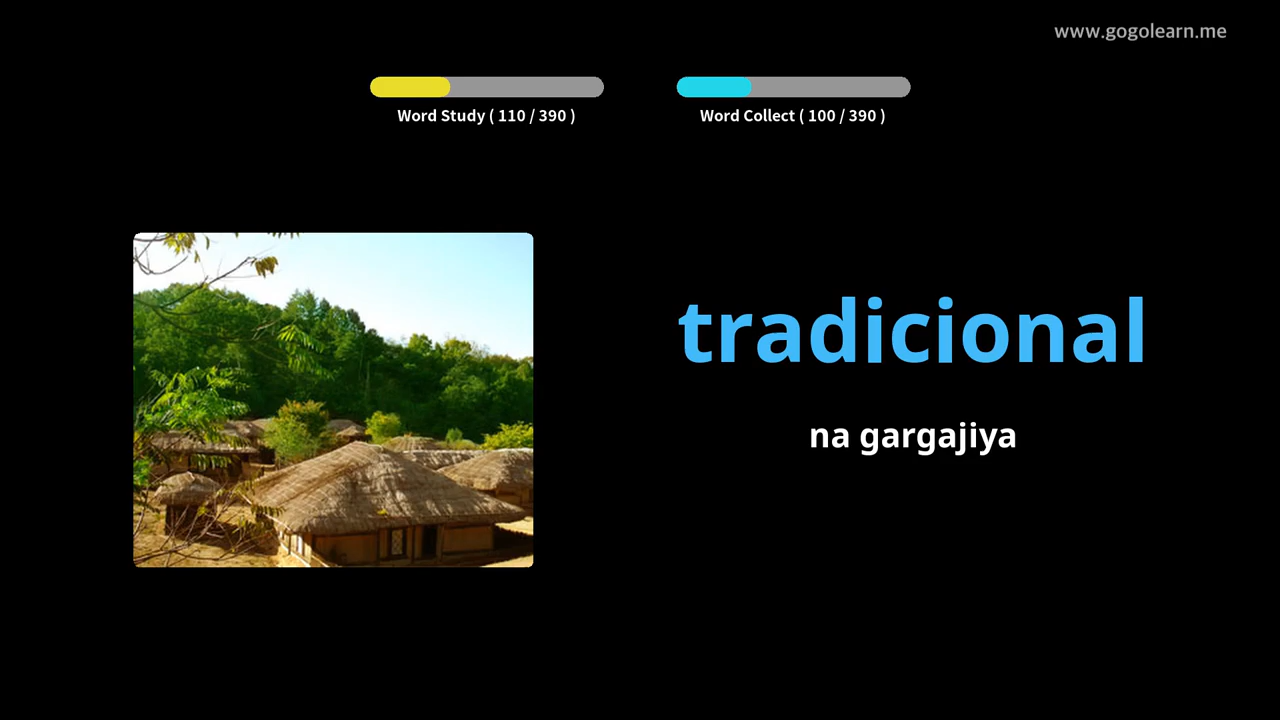 www.gogolearn.me
Word Study ( 110 / 390 )
Word Collect ( 100 / 390 )
tradicional
na gargajiya